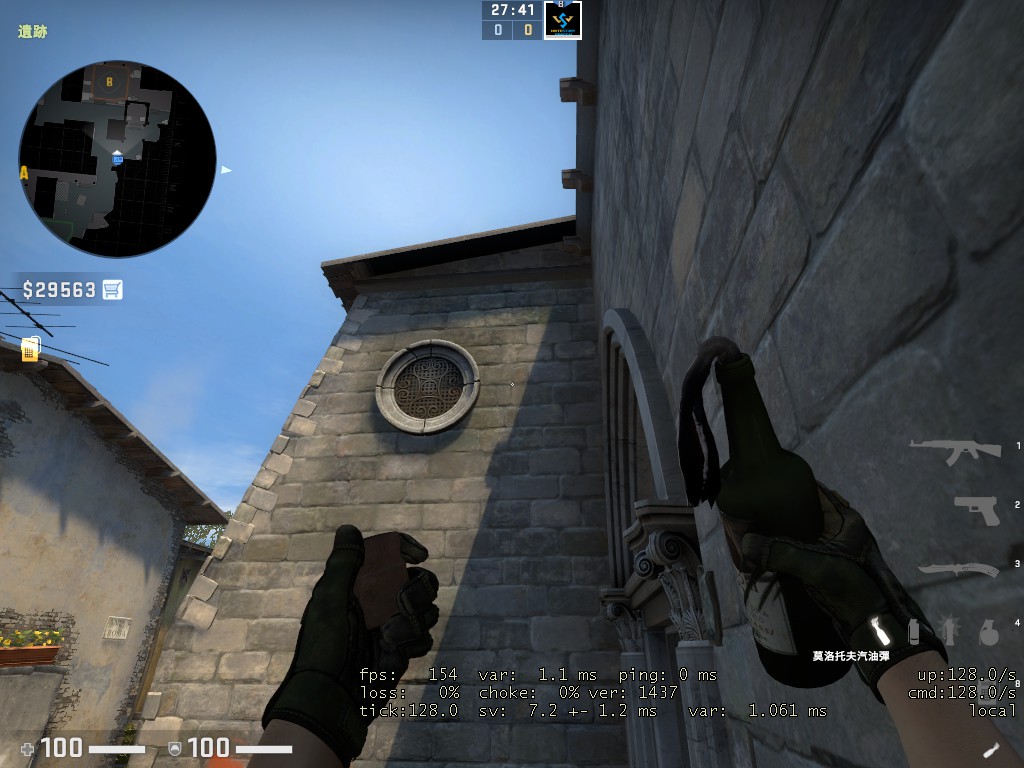 27:41
0 0
遺跡
B
A
$29563
1
2
3
4
莫洛托夫汽油彈
fps: 154 var: 1.1 ms ping: 0 ms
up:128.0/s
loss: 0% choke: 0% ver: 1437
cmd:128.0/s
tick:128.0 sv: 7.2 +- 1.2 ms var: 1.061 ms
local
100 100